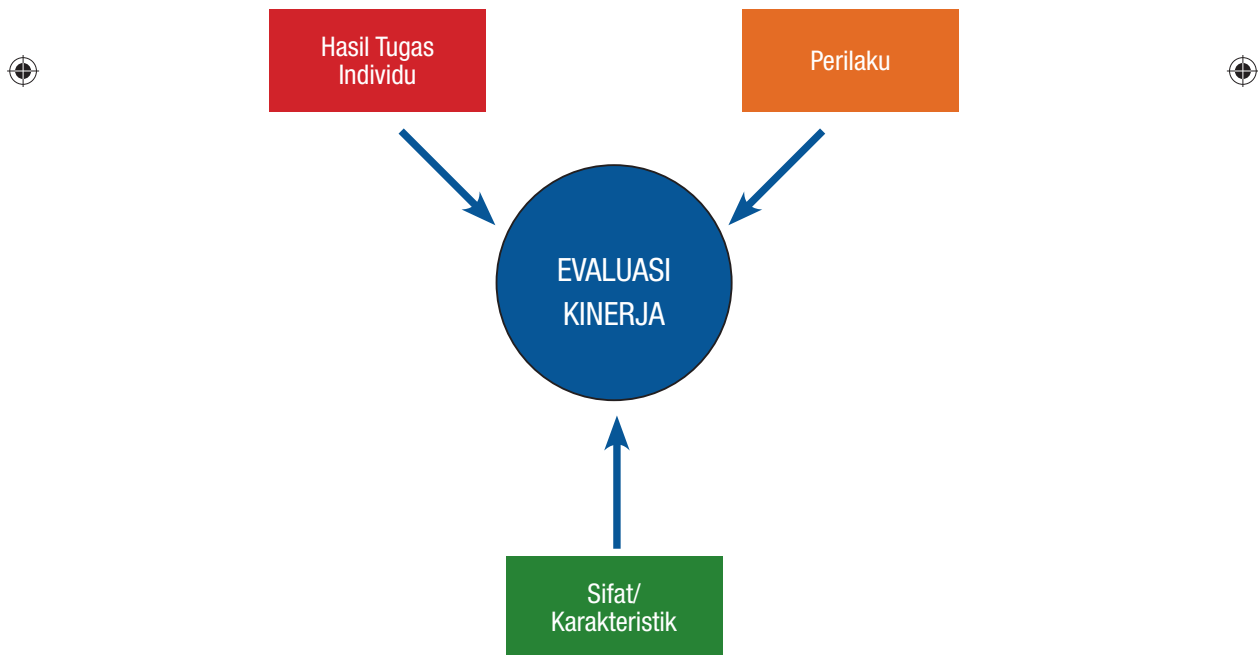 Hasil Tugas
Individu
Perilaku
EVALUASI
KINERJA
Sifat/
Karakteristik